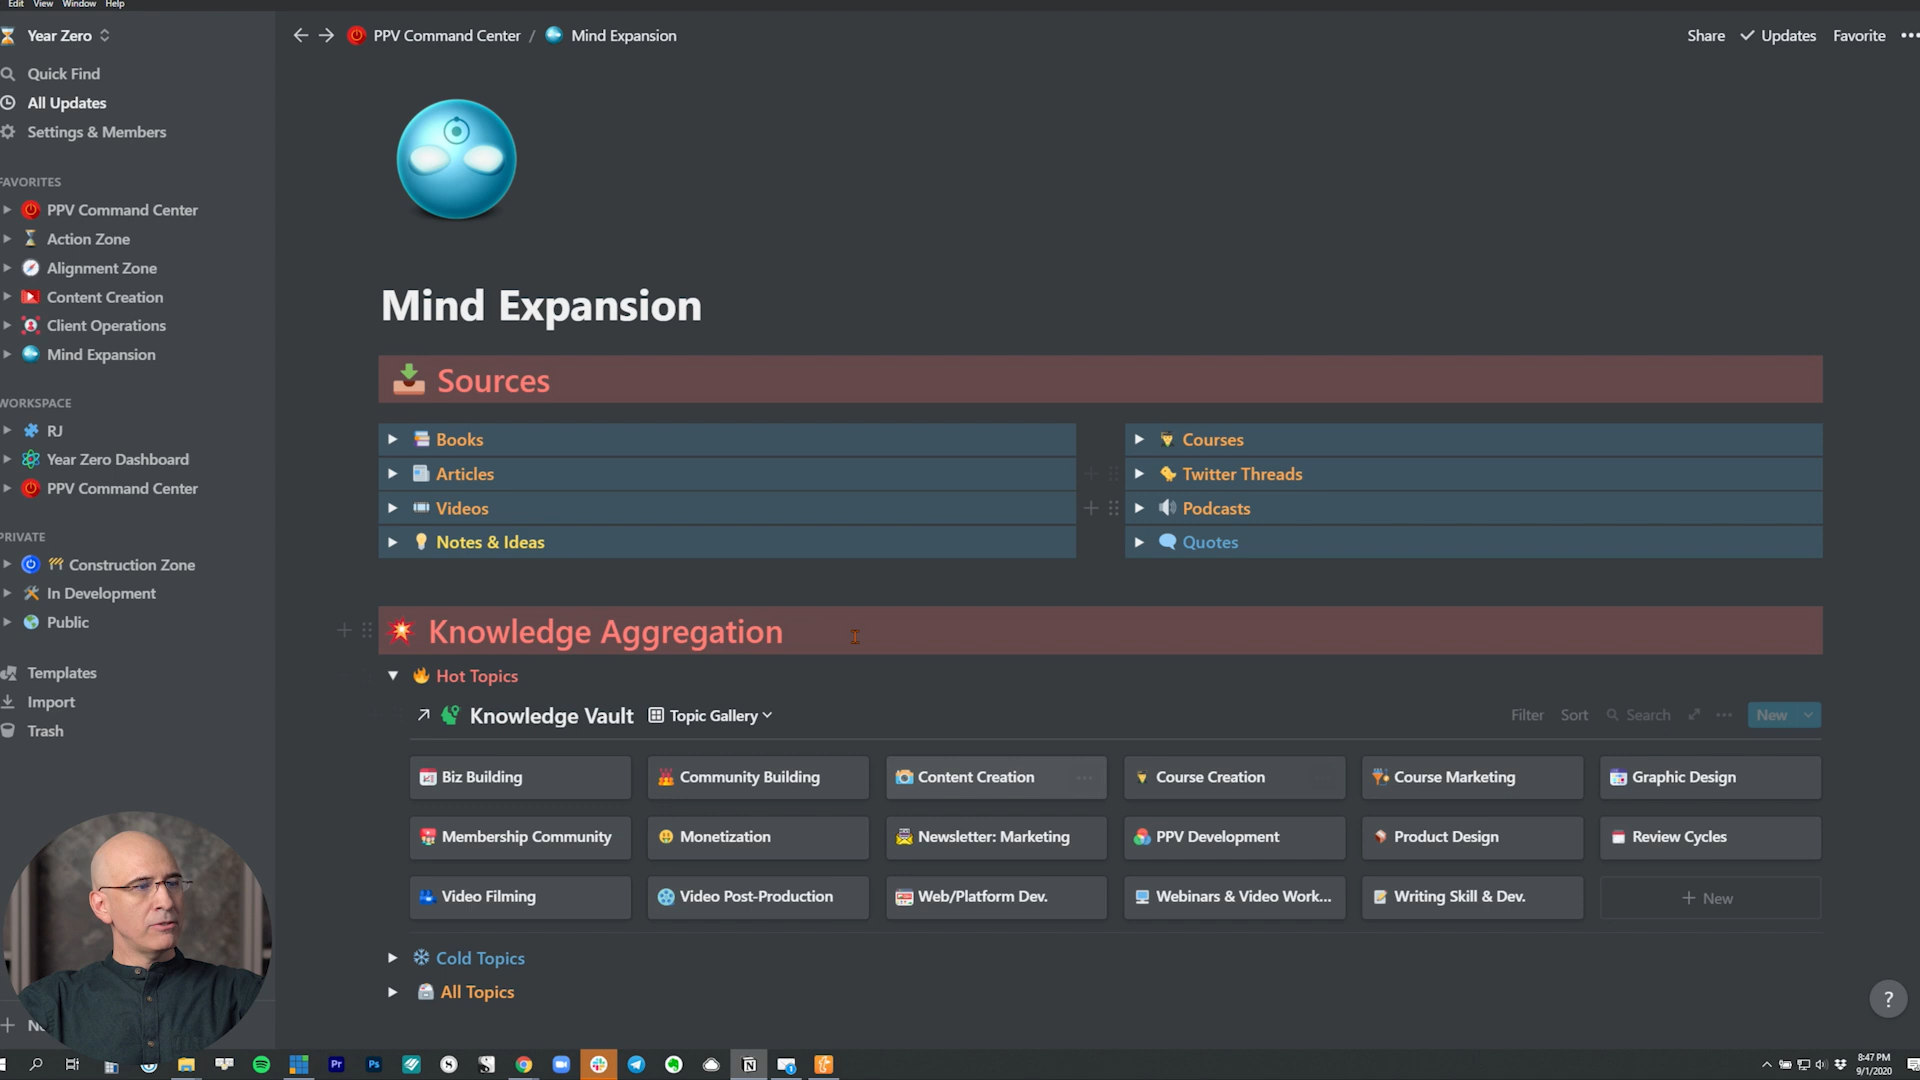 Edit View Window Help
Year Zero
PPV Command Center / Mind Expansion
Share Updates Favorite
Quick Find
All Updates
Settings & Members
FAVORITES
PPV Command Center
Action Zone
Alignment Zone
Content Creation
Client Operations
Mind Expansion
WORKSPACE
RJ
Year Zero Dashboard
PPV Command Center
PRIVATE
Construction Zone
In Development
Public
Templates
Import
Trash
Mind Expansion
Sources
Books
Courses
Articles
Twitter Threads
Videos
Podcasts
Notes & Ideas
Quotes
Knowledge Aggregation
Hot Topics
Knowledge Vault Topic Gallery
Filter Sort Search New
Biz Building Community Building Content Creation Course Creation Course Marketing Graphic Design
Membership Community Monetization Newsletter: Marketing PPV Development Product Design Review Cycles
Video Filming Video Post-Production Web/Platform Dev. Webinars & Video Work... Writing Skill & Dev. + New
Cold Topics
All Topics
?
Pr Ps
8:47 PM
9/1/2020